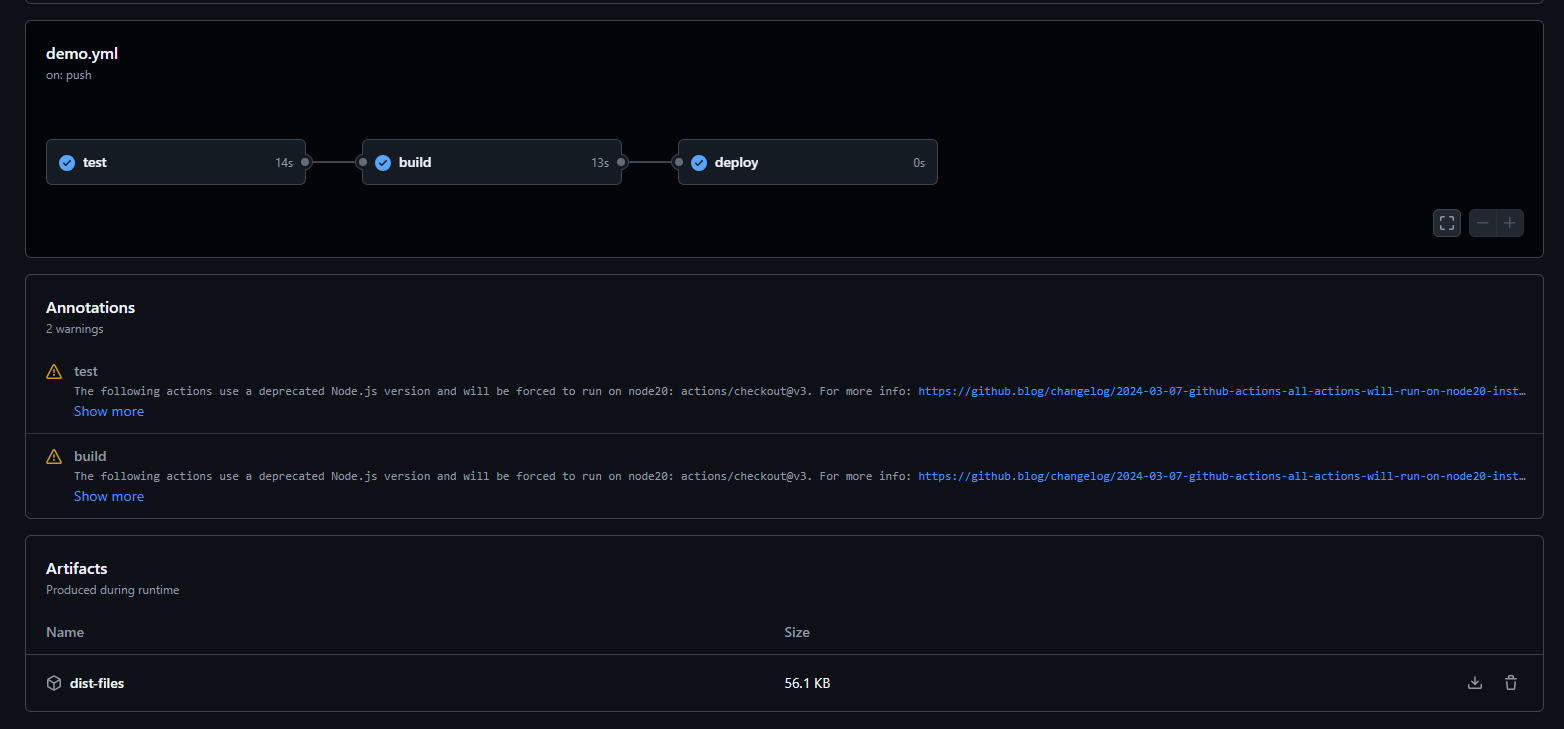 demo.yml
on: push
test 14s
build 13s
deploy 0s
Annotations
2 warnings
test
The following actions use a deprecated Node.js version and will be forced to run on node20: actions/checkout@v3. For more info: https://github.blog/changelog/2024-03-07-github-actions-all-actions-will-run-on-node20-inst…
Show more
build
The following actions use a deprecated Node.js version and will be forced to run on node20: actions/checkout@v3. For more info: https://github.blog/changelog/2024-03-07-github-actions-all-actions-will-run-on-node20-inst…
Show more
Artifacts
Produced during runtime
Name Size
dist-files 56.1 KB